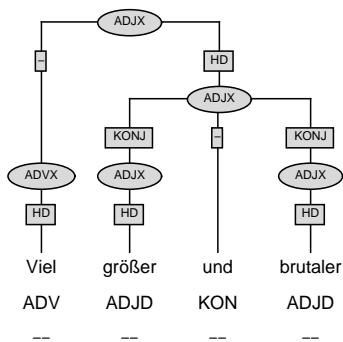 ADJX
– HD
ADJX
KONJ – KONJ
ADVX ADJX ADJX
HD HD HD
Viel größer und brutaler
ADV ADJD KON ADJD
–– –– –– ––